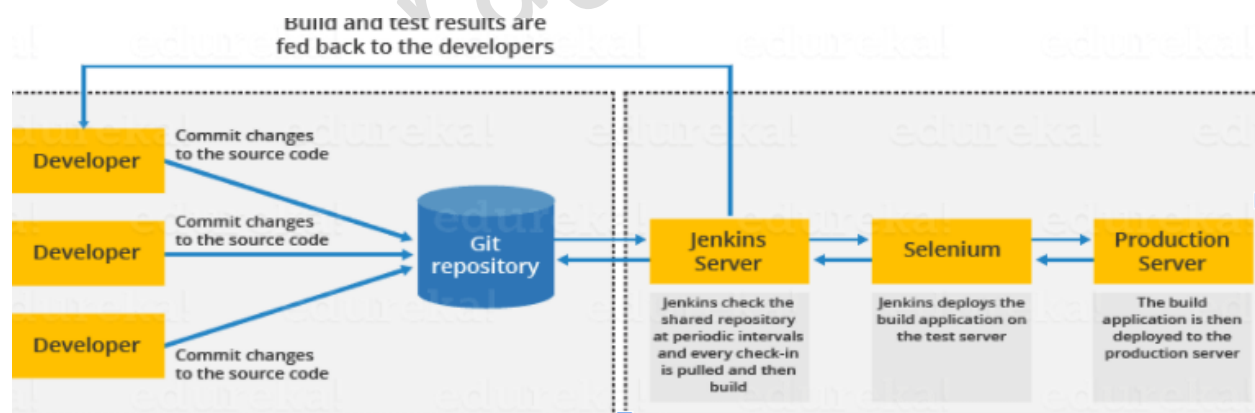 Build and test results are
fed back to the developers
Developer
Commit changes
to the source code
Developer
Commit changes
to the source code
Developer
Commit changes
to the source code
Git
repository
Jenkins
Server
Jenkins check the
shared repository
at periodic intervals
and every check-in
is pulled and then
build
Selenium
Jenkins deploys the
build application on
the test server
Production
Server
The build
application is then
deployed to the
production server
edureka!